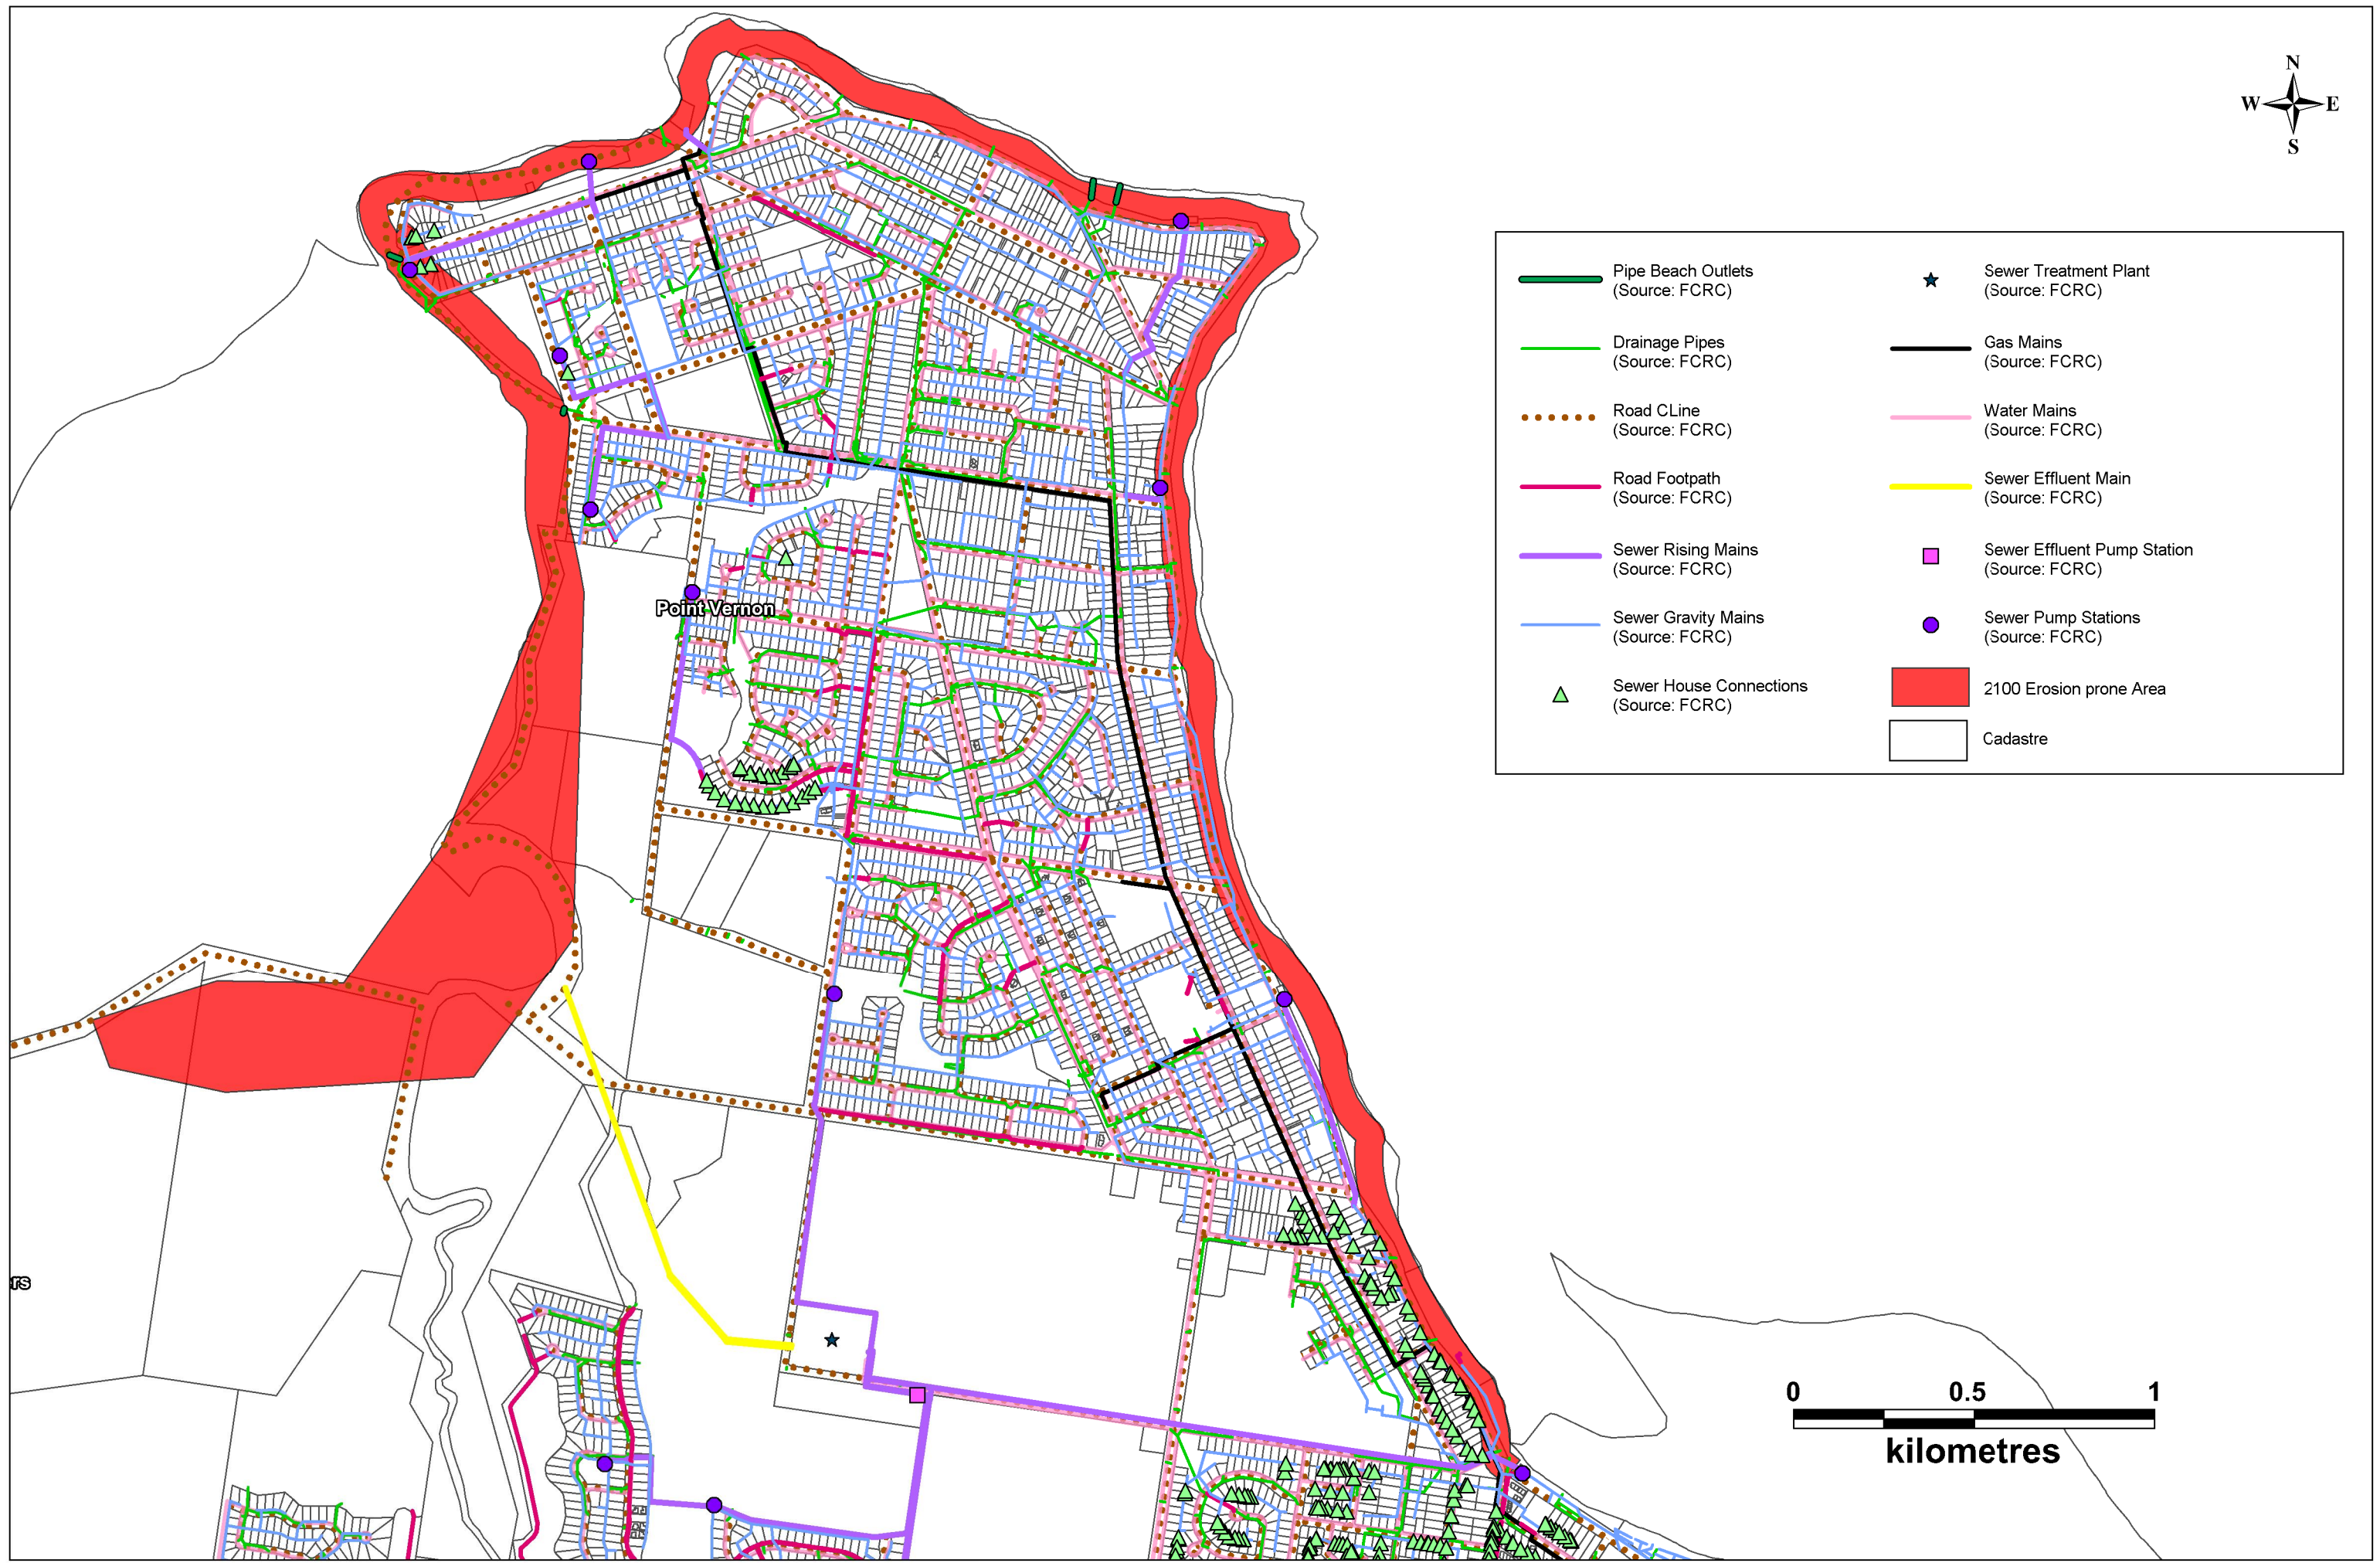 N
W E
S
Pipe Beach Outlets
(Source: FCRC)
Drainage Pipes
(Source: FCRC)
Road CLine
(Source: FCRC)
Road Footpath
(Source: FCRC)
Sewer Rising Mains
(Source: FCRC)
Sewer Gravity Mains
(Source: FCRC)
Sewer House Connections
(Source: FCRC)
Sewer Treatment Plant
(Source: FCRC)
Gas Mains
(Source: FCRC)
Water Mains
(Source: FCRC)
Sewer Effluent Main
(Source: FCRC)
Sewer Effluent Pump Station
(Source: FCRC)
Sewer Pump Stations
(Source: FCRC)
2100 Erosion prone Area
Cadastre
Point Vernon
rs
0 0.5 1
kilometres